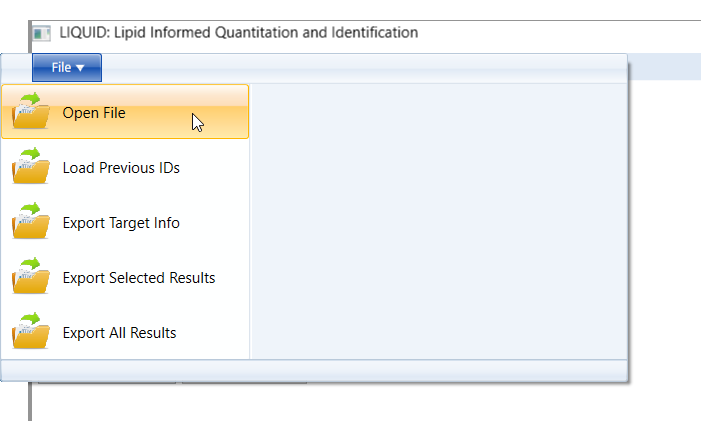 LIQUID: Lipid Informed Quantitation and Identification
File
Open File
Load Previous IDs
Export Target Info
Export Selected Results
Export All Results